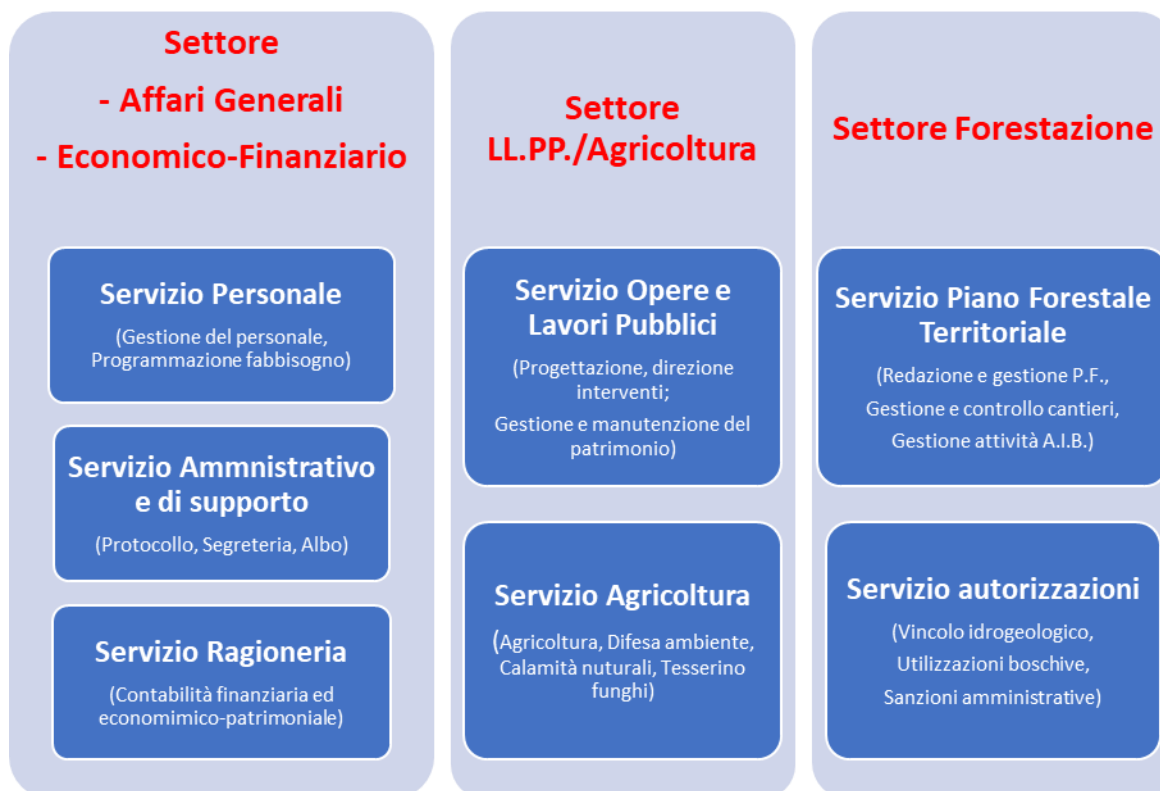 Settore
- Affari Generali
- Economico-Finanziario
Servizio Personale
(Gestione del personale,
Programmazione fabbisogno)
Servizio Ammnistrativo
e di supporto
(Protocollo, Segreteria, Albo)
Servizio Ragioneria
(Contabilità finanziaria ed
economimico-patrimoniale)
Settore
LL.PP./Agricoltura
Servizio Opere e
Lavori Pubblici
(Progettazione, direzione
interventi;
Gestione e manutenzione del
patrimonio)
Servizio Agricoltura
(Agricoltura, Difesa ambiente,
Calamità nuturali, Tesserino
funghi)
Settore Forestazione
Servizio Piano Forestale
Territoriale
(Redazione e gestione P.F.,
Gestione e controllo cantieri,
Gestione attività A.I.B.)
Servizio autorizzazioni
(Vincolo idrogeologico,
Utilizzazioni boschive,
Sanzioni amministrative)